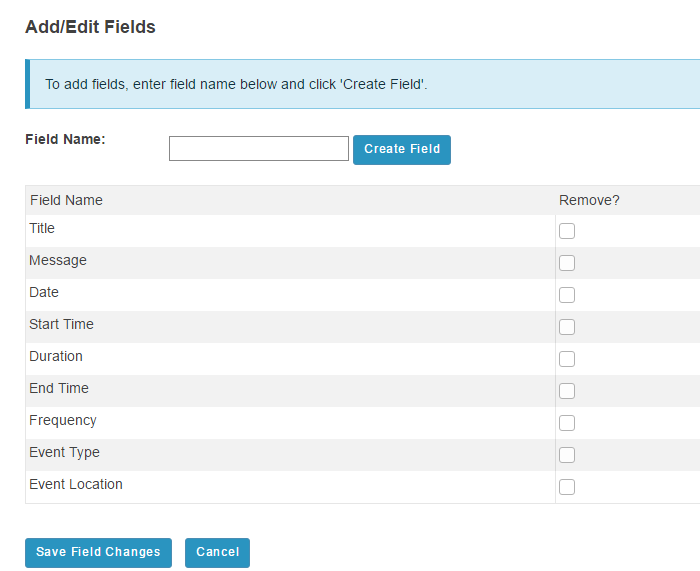 Add/Edit Fields
To add fields, enter field name below and click 'Create Field'.
Field Name: Create Field
Field Name Remove?
Title
Message
Date
Start Time
Duration
End Time
Frequency
Event Type
Event Location
Save Field Changes Cancel